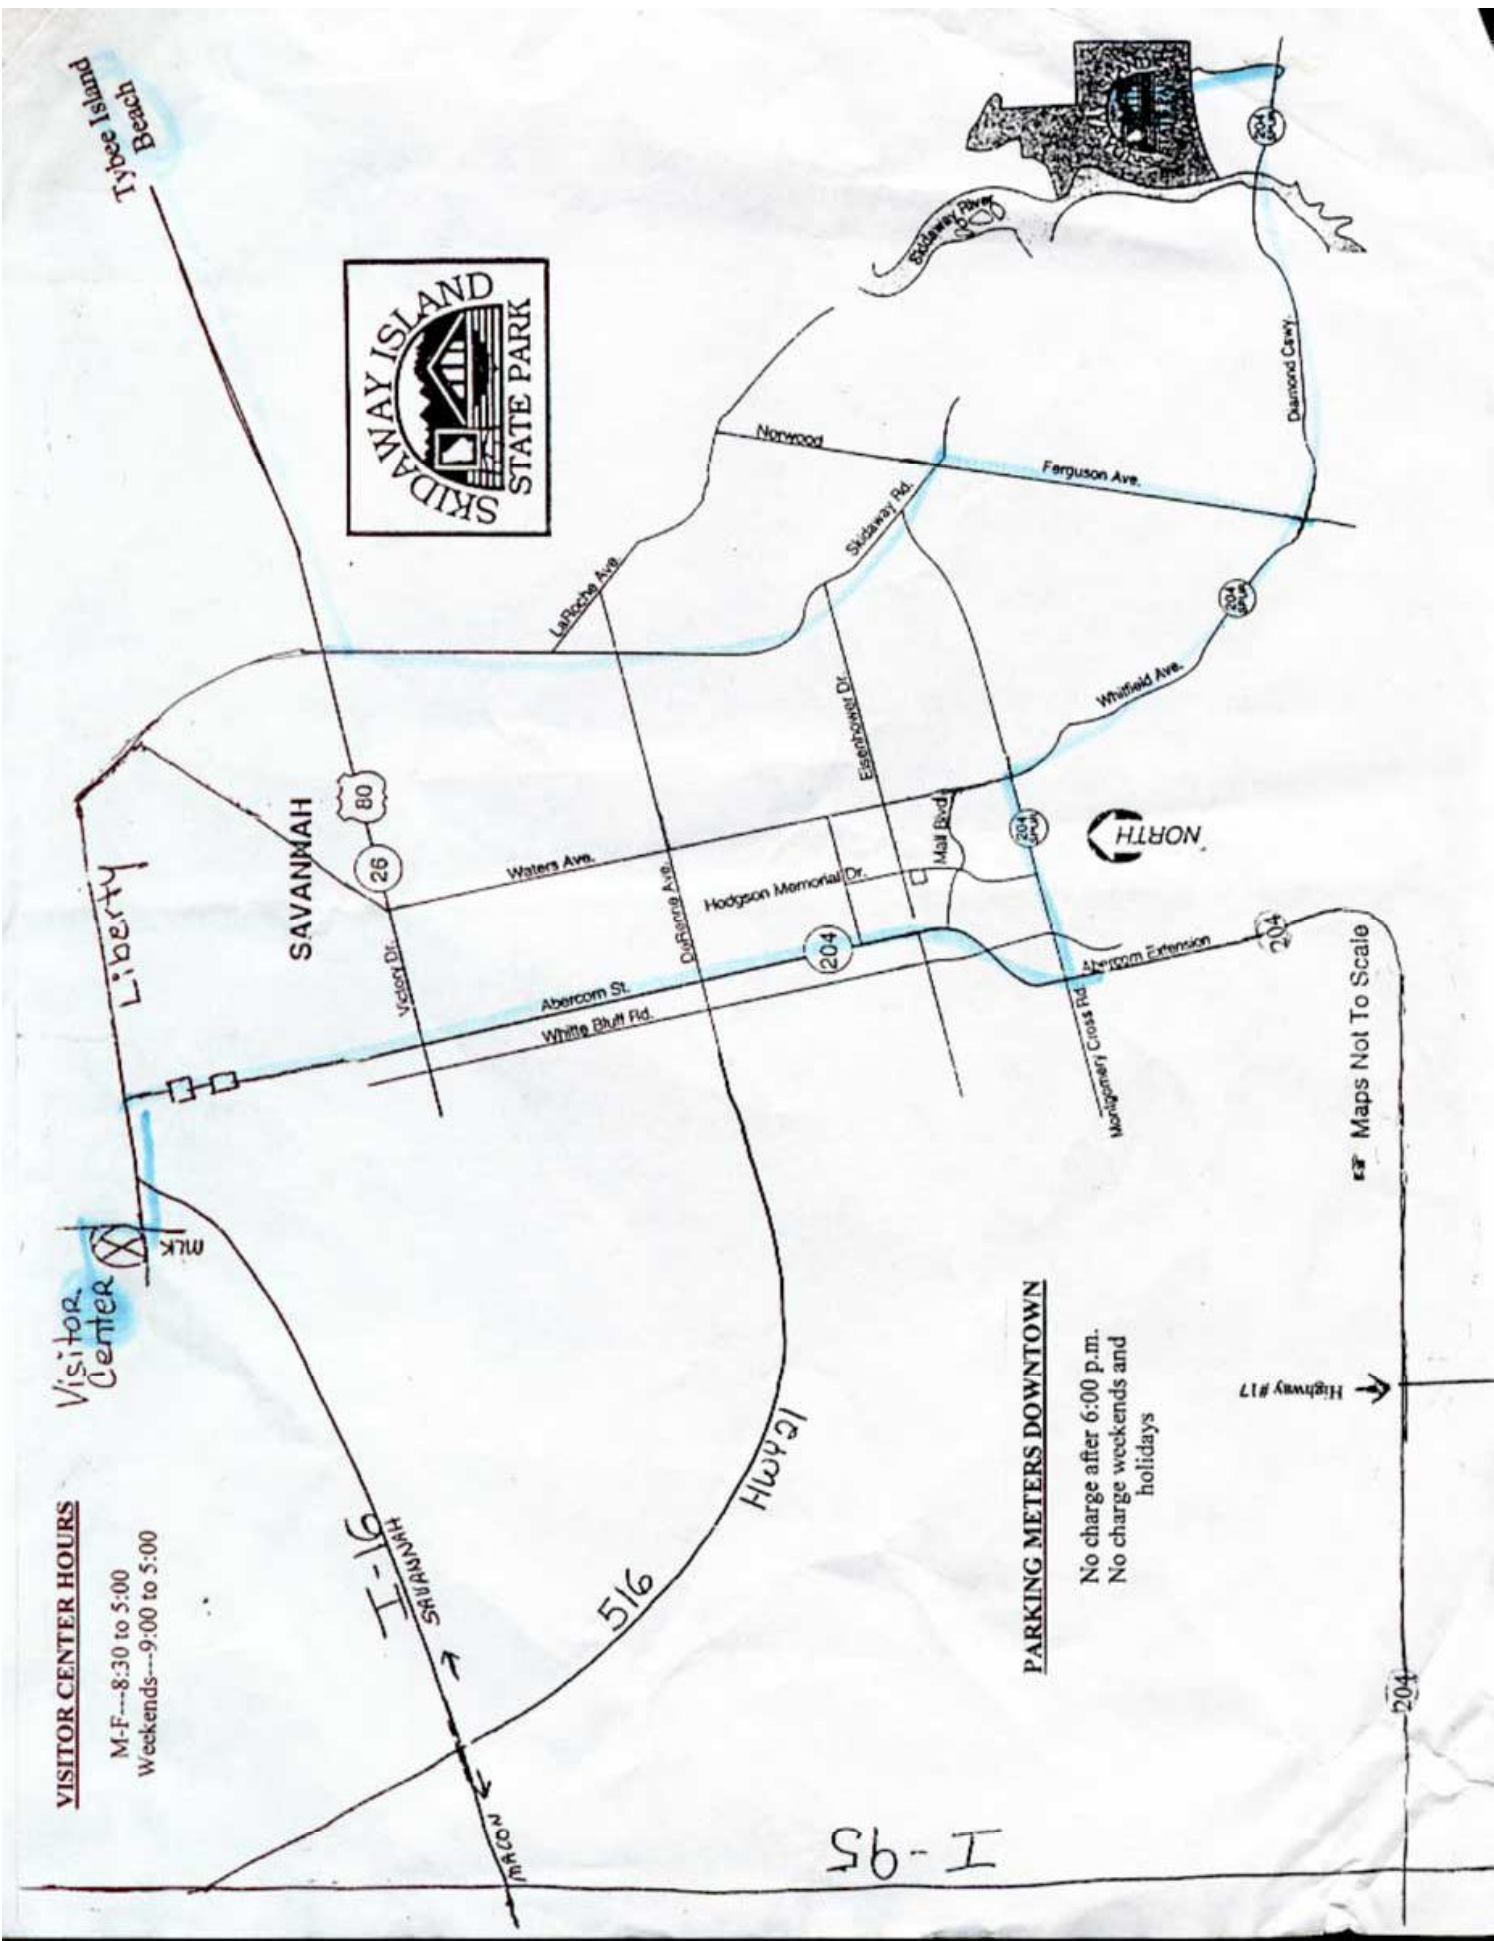 VISITOR CENTER HOURS
M-F---8:30 to 5:00
Weekends---9:00 to 5:00
Visitor
Center
MLK
Liberty
Tybee Island
Beach
SAVANNAH
26
80
SKIDAWAY ISLAND
STATE PARK
I-16
SAVANNAH
MACON
516
HWY 21
I-95
Victory Dr.
Abercorn St.
White Bluff Rd.
Waters Ave.
DeRenne Ave.
Hodgson Memorial Dr.
204
LaRoche Ave.
Eisenhower Dr.
Mall Blvd.
Skidaway Rd.
Norwood
Ferguson Ave.
Skidaway River
204
SPUR
Diamond Cswy.
204
SPUR
Whitfield Ave.
204
SPUR
Montgomery Cross Rd.
Abercorn Extension
204
NORTH
PARKING METERS DOWNTOWN
No charge after 6:00 p.m.
No charge weekends and
holidays
Maps Not To Scale
Highway #17
204